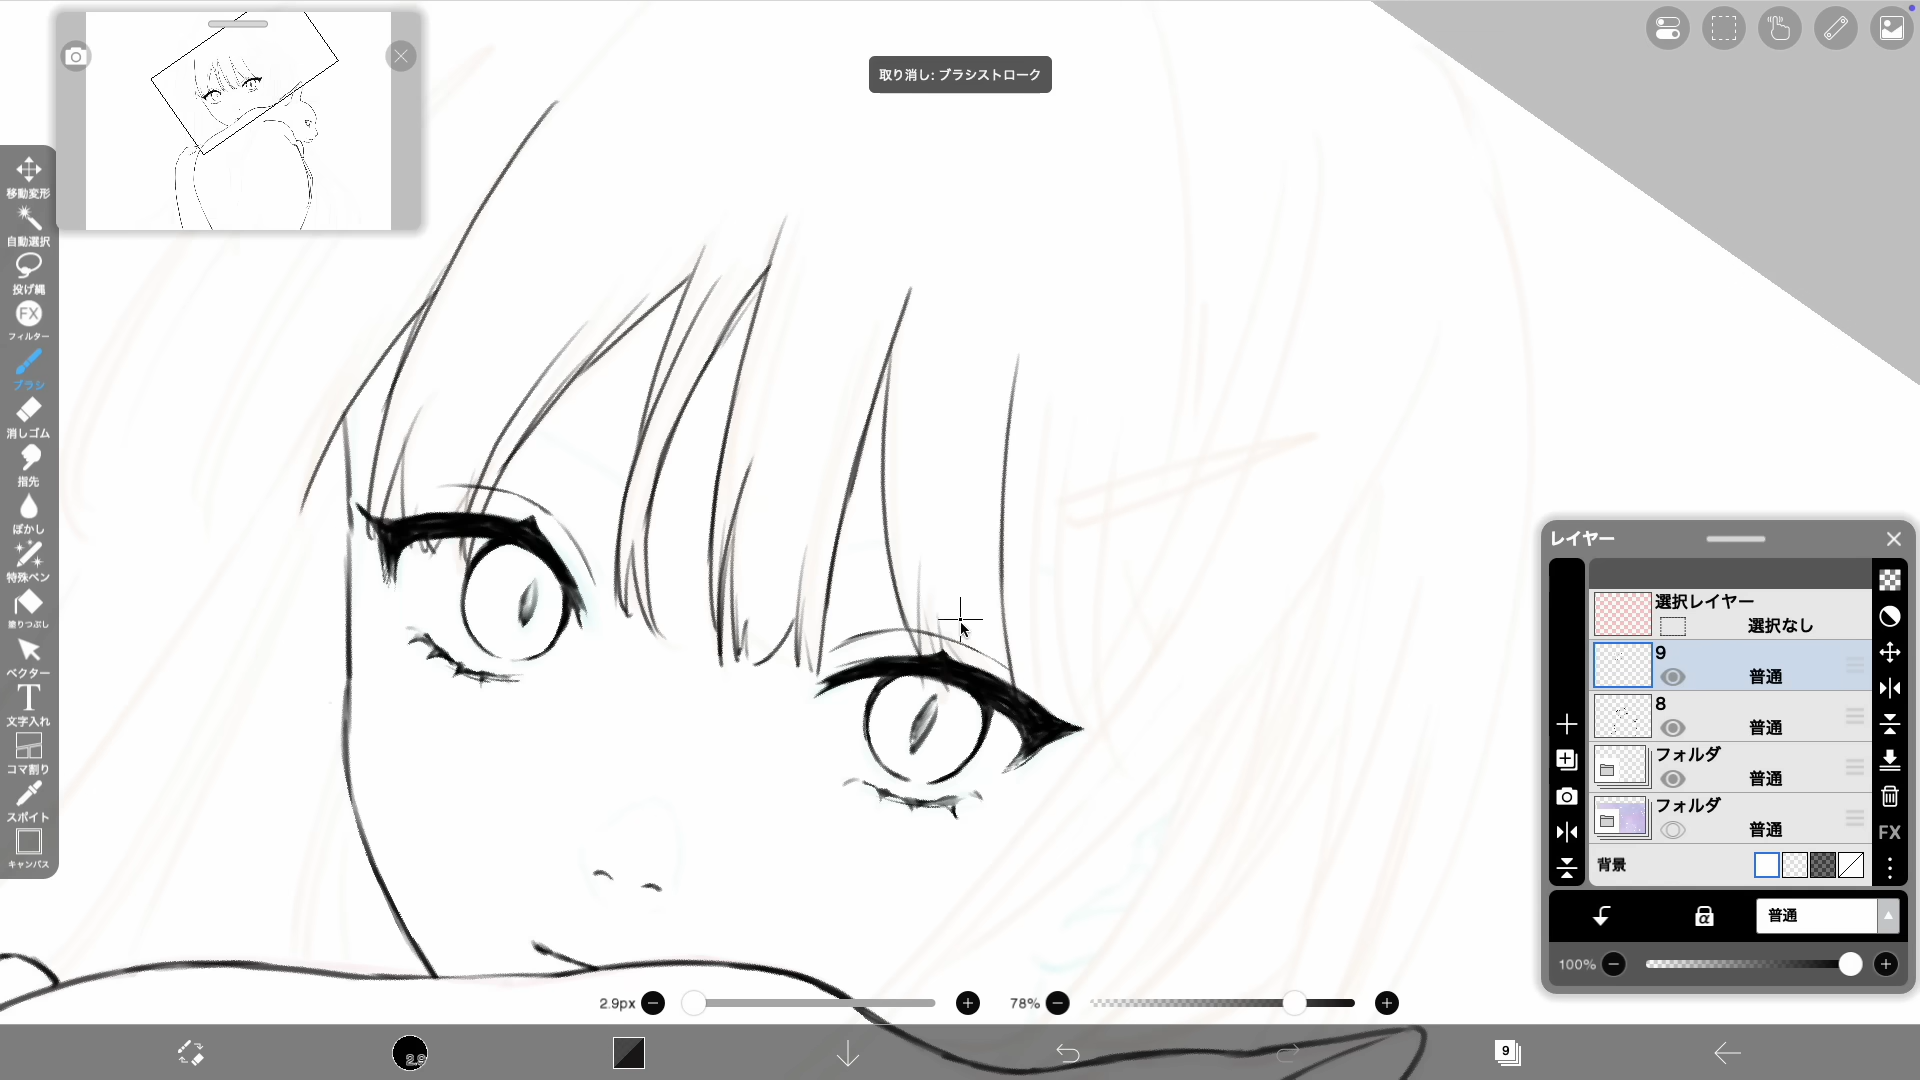 取り消し: ブラシストローク
移動変形
自動選択
投げ縄
FX
フィルター
ブラシ
消しゴム
指先
ぼかし
特殊ペン
塗りつぶし
ベクター
T
文字入れ
コマ割り
スポイト
キャンバス
レイヤー
選択レイヤー
選択なし
9
普通
8
普通
フォルダ
普通
フォルダ
普通
背景
FX
α
普通
100%
2.9px
78%
2.9
9